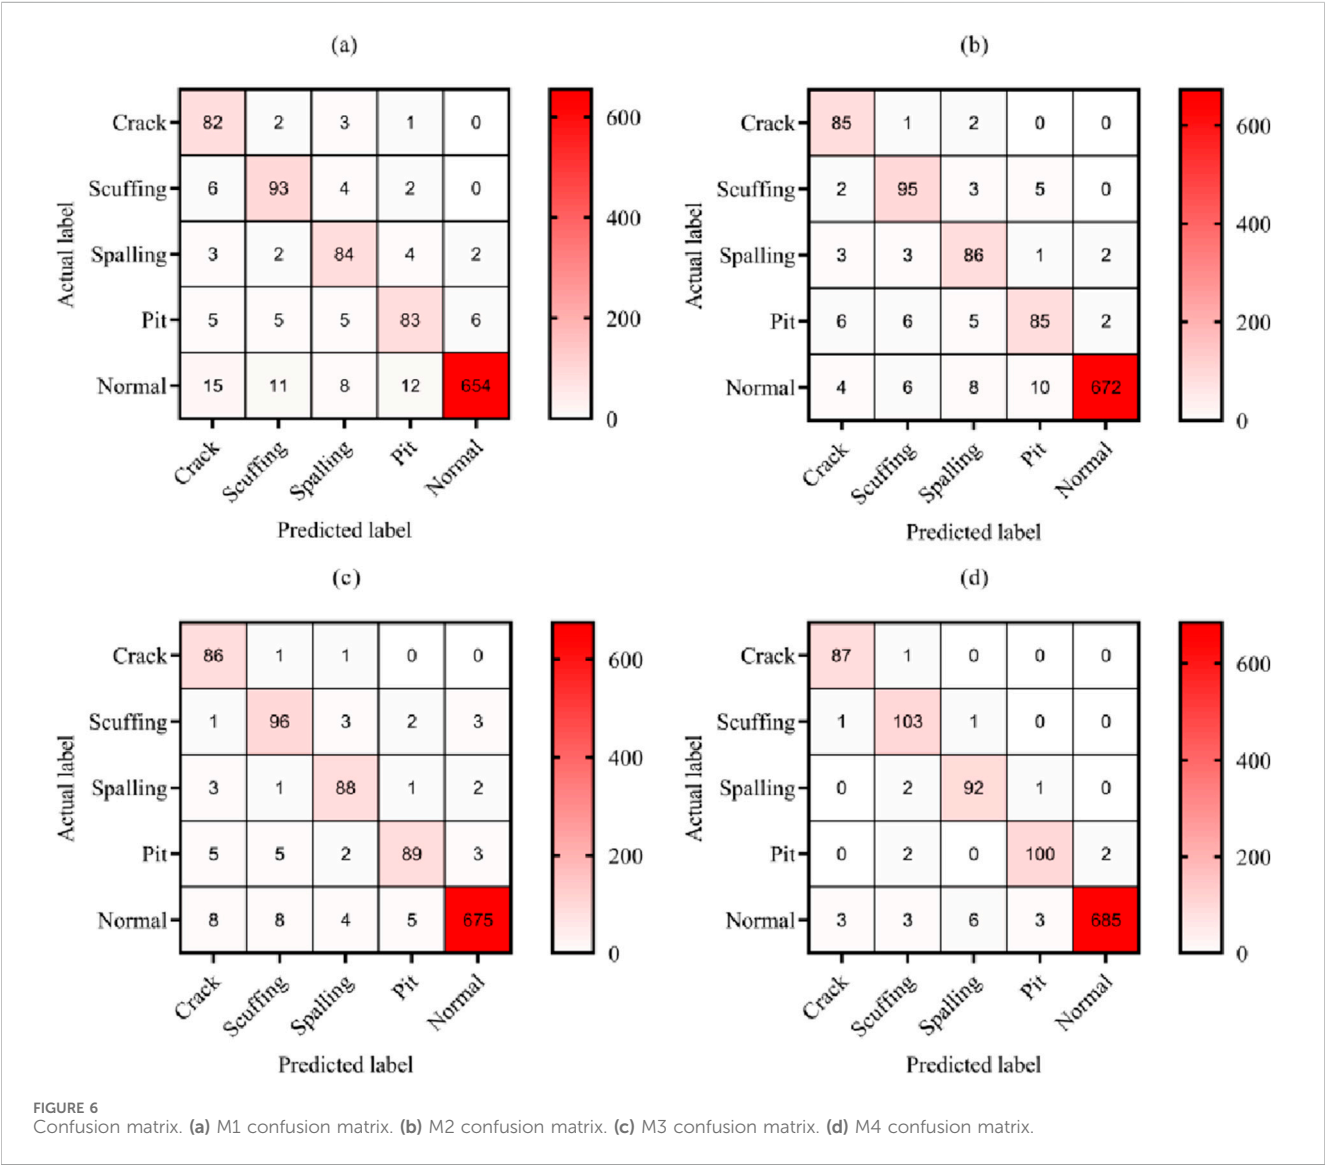 (a)
Actual label
Crack 82 2 3 1 0
Scuffing 6 93 4 2 0
Spalling 3 2 84 4 2
Pit 5 5 5 83 6
Normal 15 11 8 12 654
Crack Scuffing Spalling Pit Normal
Predicted label
600
400
200
0
(b)
Actual label
Crack 85 1 2 0 0
Scuffing 2 95 3 5 0
Spalling 3 3 86 1 2
Pit 6 6 5 85 2
Normal 4 6 8 10 672
Crack Scuffing Spalling Pit Normal
Predicted label
600
400
200
0
(c)
Actual label
Crack 86 1 1 0 0
Scuffing 1 96 3 2 3
Spalling 3 1 88 1 2
Pit 5 5 2 89 3
Normal 8 8 4 5 675
Crack Scuffing Spalling Pit Normal
Predicted label
600
400
200
0
(d)
Actual label
Crack 87 1 0 0 0
Scuffing 1 103 1 0 0
Spalling 0 2 92 1 0
Pit 0 2 0 100 2
Normal 3 3 6 3 685
Crack Scuffing Spalling Pit Normal
Predicted label
600
400
200
0
FIGURE 6
Confusion matrix. (a) M1 confusion matrix. (b) M2 confusion matrix. (c) M3 confusion matrix. (d) M4 confusion matrix.